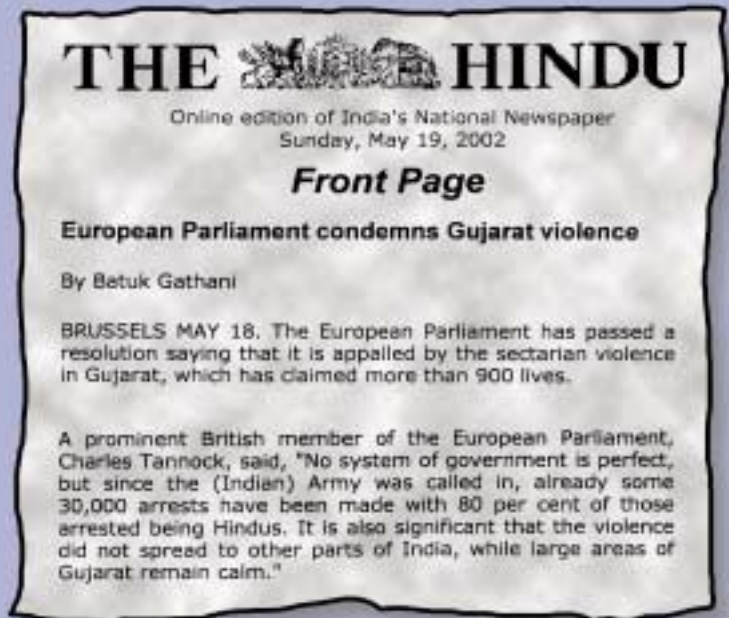 THE HINDU
Online edition of India's National Newspaper
Sunday, May 19, 2002
Front Page
European Parliament condemns Gujarat violence
By Batuk Gathani
BRUSSELS MAY 18. The European Parliament has passed a
resolution saying that it is appalled by the sectarian violence
in Gujarat, which has claimed more than 900 lives.
A prominent British member of the European Parliament,
Charles Tannock, said, "No system of government is perfect,
but since the (Indian) Army was called in, already some
30,000 arrests have been made with 80 per cent of those
arrested being Hindus. It is also significant that the violence
did not spread to other parts of India, while large areas of
Gujarat remain calm."